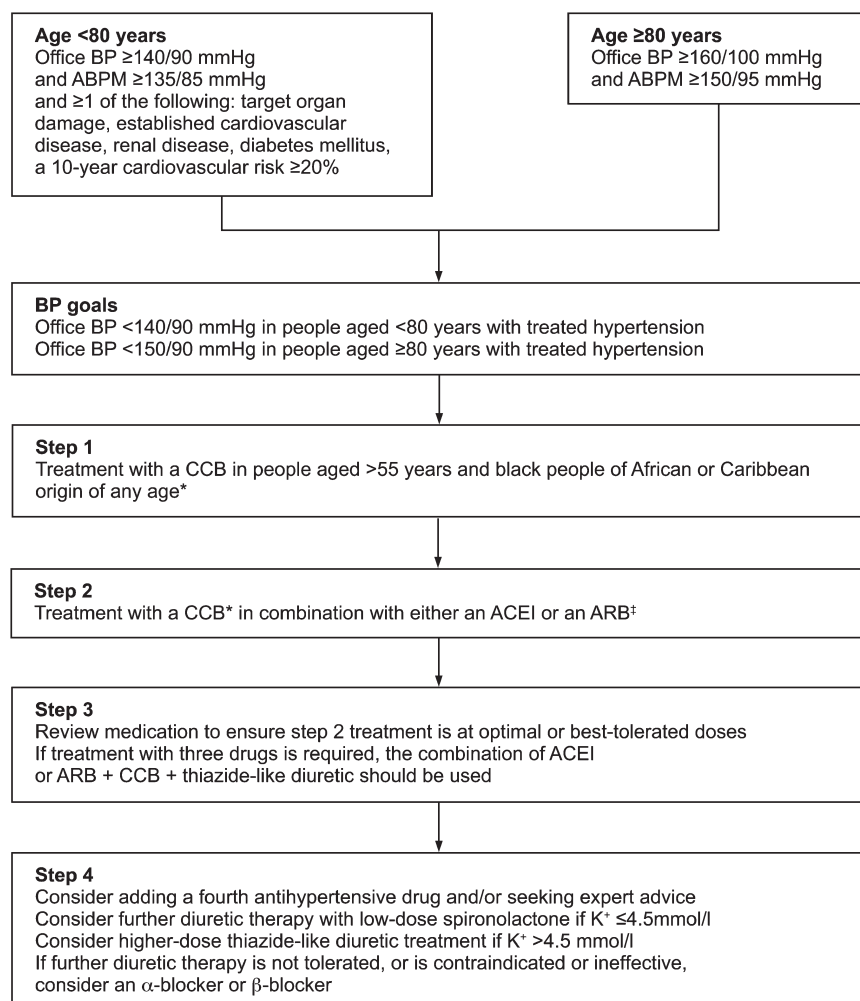 Age <80 years
Office BP ≥140/90 mmHg
and ABPM ≥135/85 mmHg
and ≥1 of the following: target organ
damage, established cardiovascular
disease, renal disease, diabetes mellitus,
a 10-year cardiovascular risk ≥20%
Age ≥80 years
Office BP ≥160/100 mmHg
and ABPM ≥150/95 mmHg
BP goals
Office BP <140/90 mmHg in people aged <80 years with treated hypertension
Office BP <150/90 mmHg in people aged ≥80 years with treated hypertension
Step 1
Treatment with a CCB in people aged >55 years and black people of African or Caribbean
origin of any age*
Step 2
Treatment with a CCB* in combination with either an ACEI or an ARB‡
Step 3
Review medication to ensure step 2 treatment is at optimal or best-tolerated doses
If treatment with three drugs is required, the combination of ACEI
or ARB + CCB + thiazide-like diuretic should be used
Step 4
Consider adding a fourth antihypertensive drug and/or seeking expert advice
Consider further diuretic therapy with low-dose spironolactone if K⁺ ≤4.5mmol/l
Consider higher-dose thiazide-like diuretic treatment if K⁺ >4.5 mmol/l
If further diuretic therapy is not tolerated, or is contraindicated or ineffective,
consider an α-blocker or β-blocker